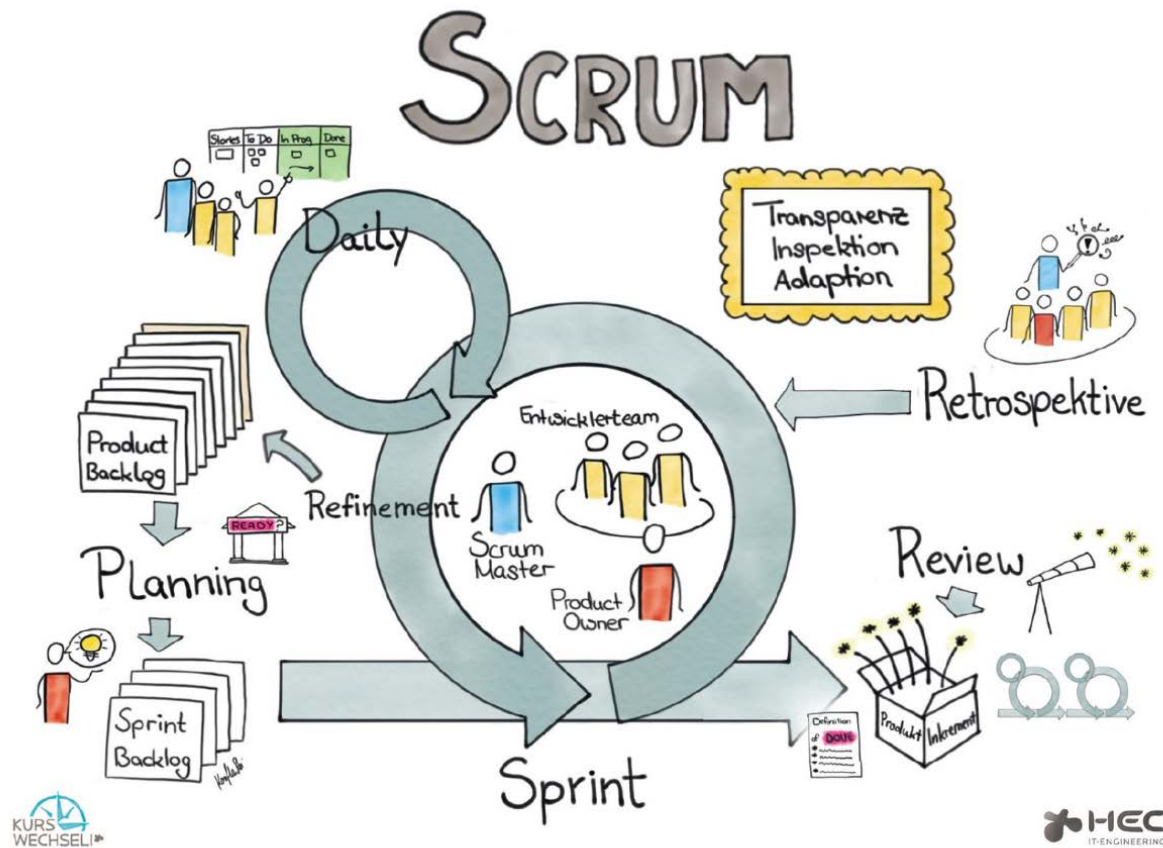 SCRUM
Stories To Do In Prog Done
Daily
Transparenz
Inspektion
Adaption
Retrospektive
Product
Backlog
Refinement
READY?
Planning
Sprint
Backlog
Entwicklerteam
Scrum
Master
Product
Owner
Review
Definition
of DONE
Produkt Inkrement
Sprint
KURS
WECHSEL!
HEC
IT-ENGINEERING